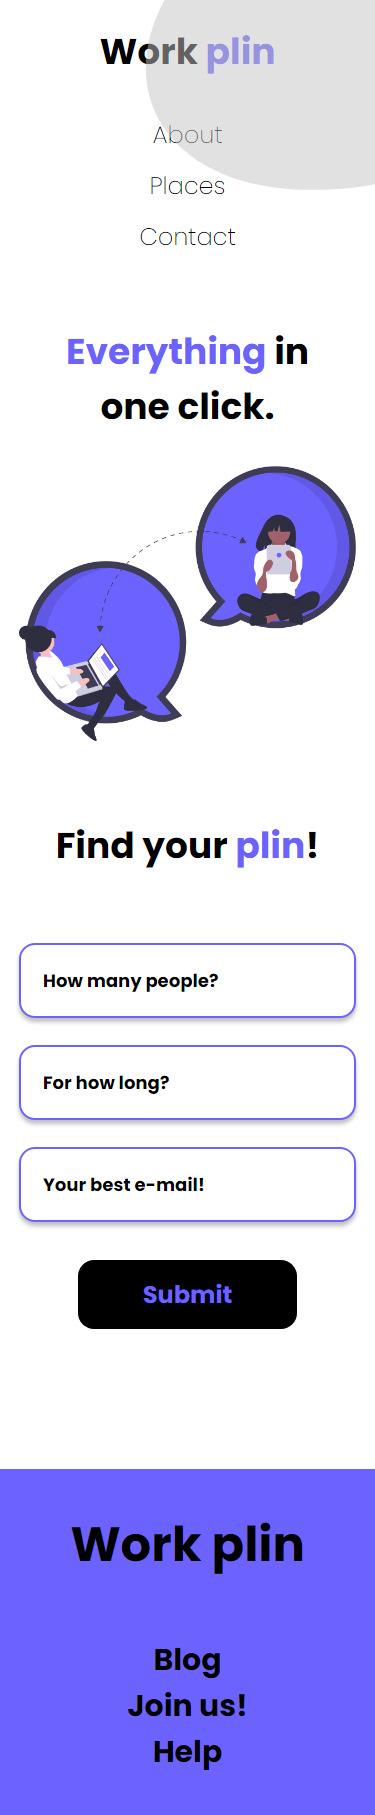 Work plin
About
Places
Contact
Everything in
one click.
Find your plin!
How many people?
For how long?
Your best e-mail!
Submit
Work plin
Blog
Join us!
Help